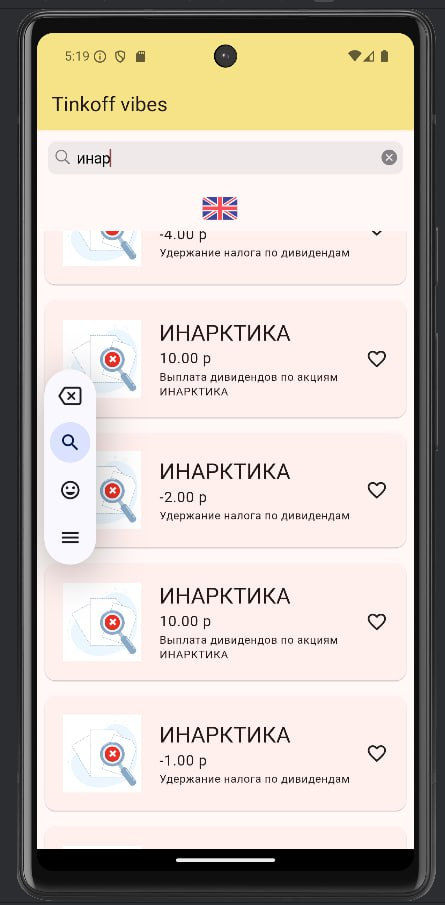 5:19
Tinkoff vibes
инар
-4.00 р
Удержание налога по дивидендам
ИНАРКТИКА
10.00 р
Выплата дивидендов по акциям
ИНАРКТИКА
ИНАРКТИКА
-2.00 р
Удержание налога по дивидендам
ИНАРКТИКА
10.00 р
Выплата дивидендов по акциям
ИНАРКТИКА
ИНАРКТИКА
-1.00 р
Удержание налога по дивидендам